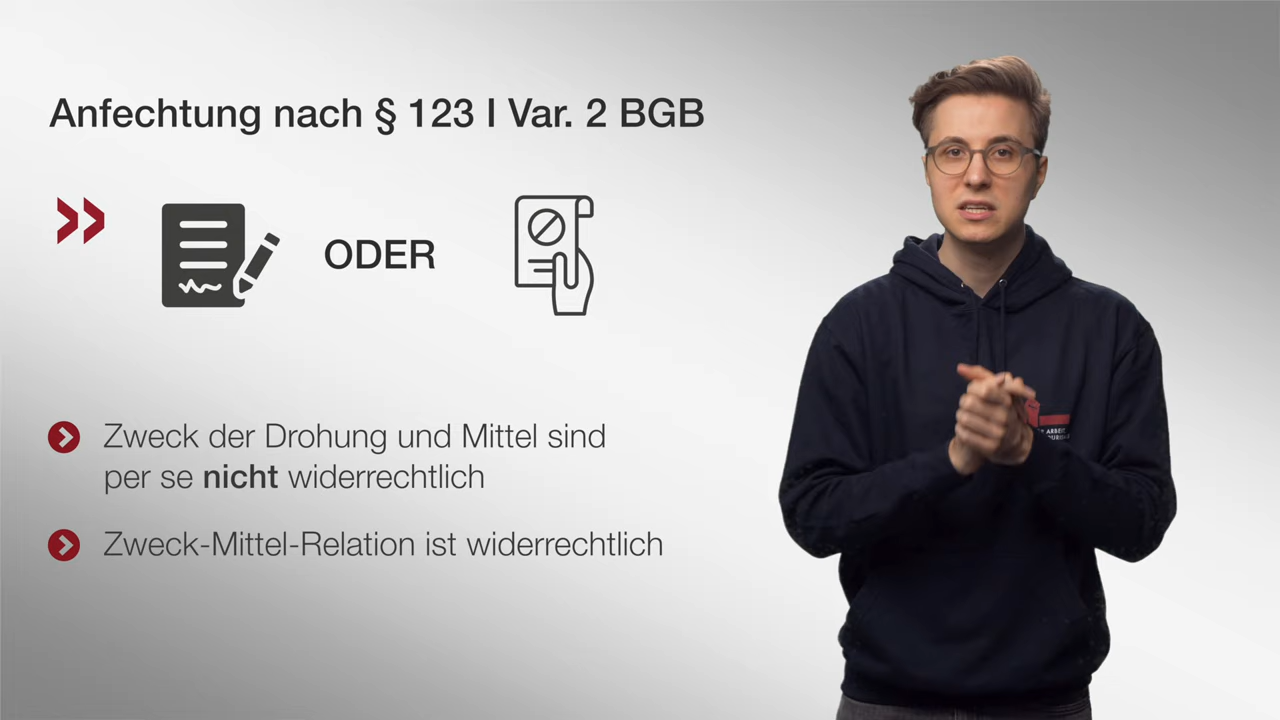 Anfechtung nach § 123 I Var. 2 BGB
ODER
Zweck der Drohung und Mittel sind
per se nicht widerrechtlich
Zweck-Mittel-Relation ist widerrechtlich
ARBEIT